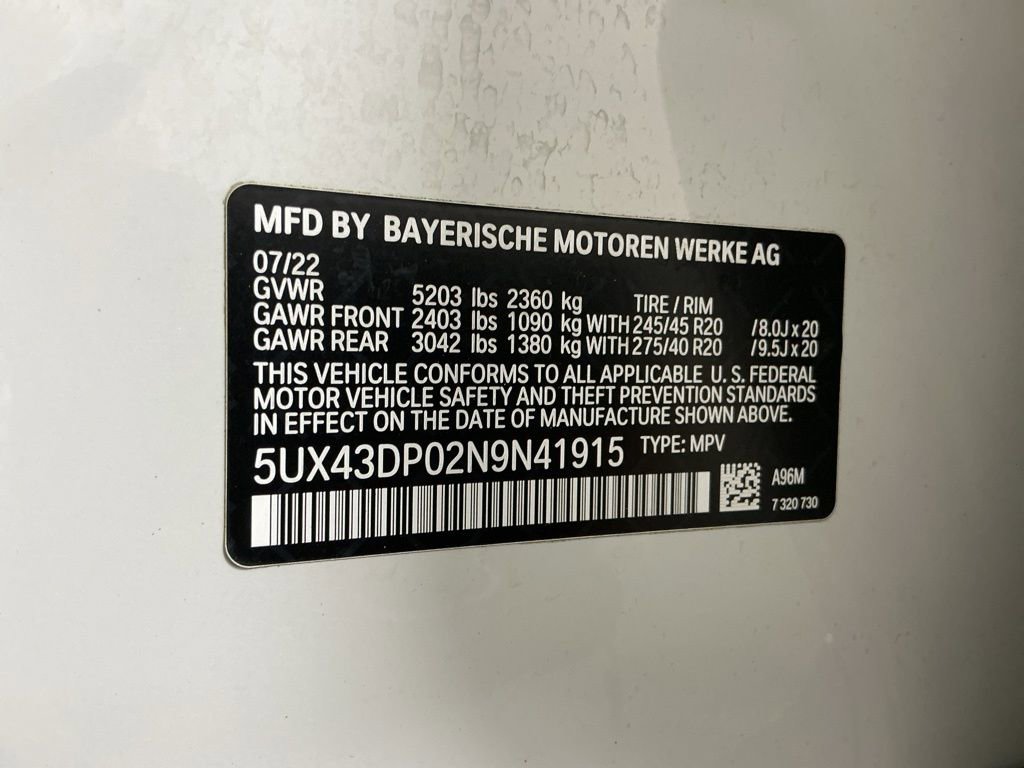 MFD BY BAYERISCHE MOTOREN WERKE AG
07/22
GVWR 5203 lbs 2360 kg TIRE / RIM
GAWR FRONT 2403 lbs 1090 kg WITH 245/45 R20 /8.0J x 20
GAWR REAR 3042 lbs 1380 kg WITH 275/40 R20 /9.5J x 20
THIS VEHICLE CONFORMS TO ALL APPLICABLE U. S. FEDERAL
MOTOR VEHICLE SAFETY AND THEFT PREVENTION STANDARDS
IN EFFECT ON THE DATE OF MANUFACTURE SHOWN ABOVE.
5UX43DP02N9N41915 TYPE: MPV
A96M
7 320 730